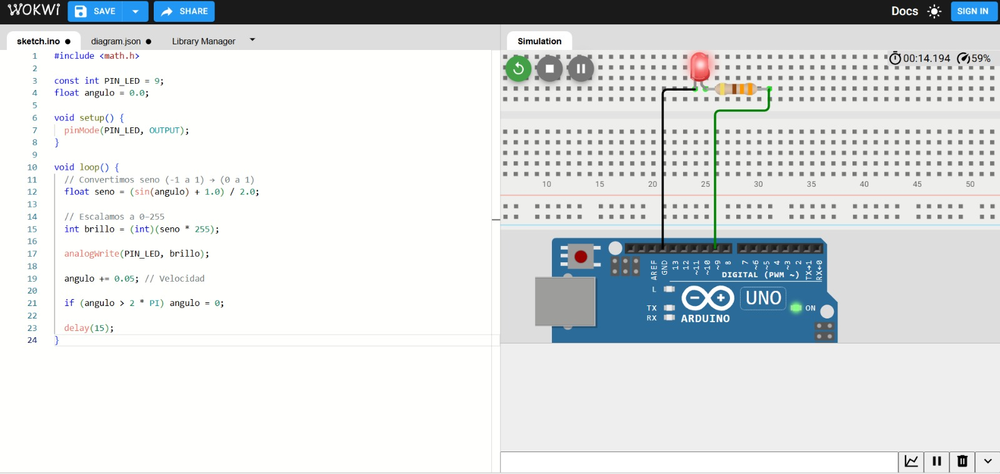 WOKWi SAVE SHARE Docs SIGN IN
sketch.ino ● diagram.json ● Library Manager Simulation
00:14.194 59%
1 #include <math.h>
2
3 const int PIN_LED = 9;
4 float angulo = 0.0;
5
6 void setup() {
7 pinMode(PIN_LED, OUTPUT);
8 }
9
10 void loop() {
11 // Convertimos seno (-1 a 1) → (0 a 1)
12 float seno = (sin(angulo) + 1.0) / 2.0;
13
14 // Escalamos a 0–255
15 int brillo = (int)(seno * 255);
16
17 analogWrite(PIN_LED, brillo);
18
19 angulo += 0.05; // Velocidad
20
21 if (angulo > 2 * PI) angulo = 0;
22
23 delay(15);
24 }
10 15 20 25 30 35 40 45 50
AREF GND 13 12 ~11 ~10 ~9 8 7 ~6 ~5 4 ~3 2 TX→1 RX←0
DIGITAL (PWM ~)
L
TX
RX
UNO
ON
ARDUINO